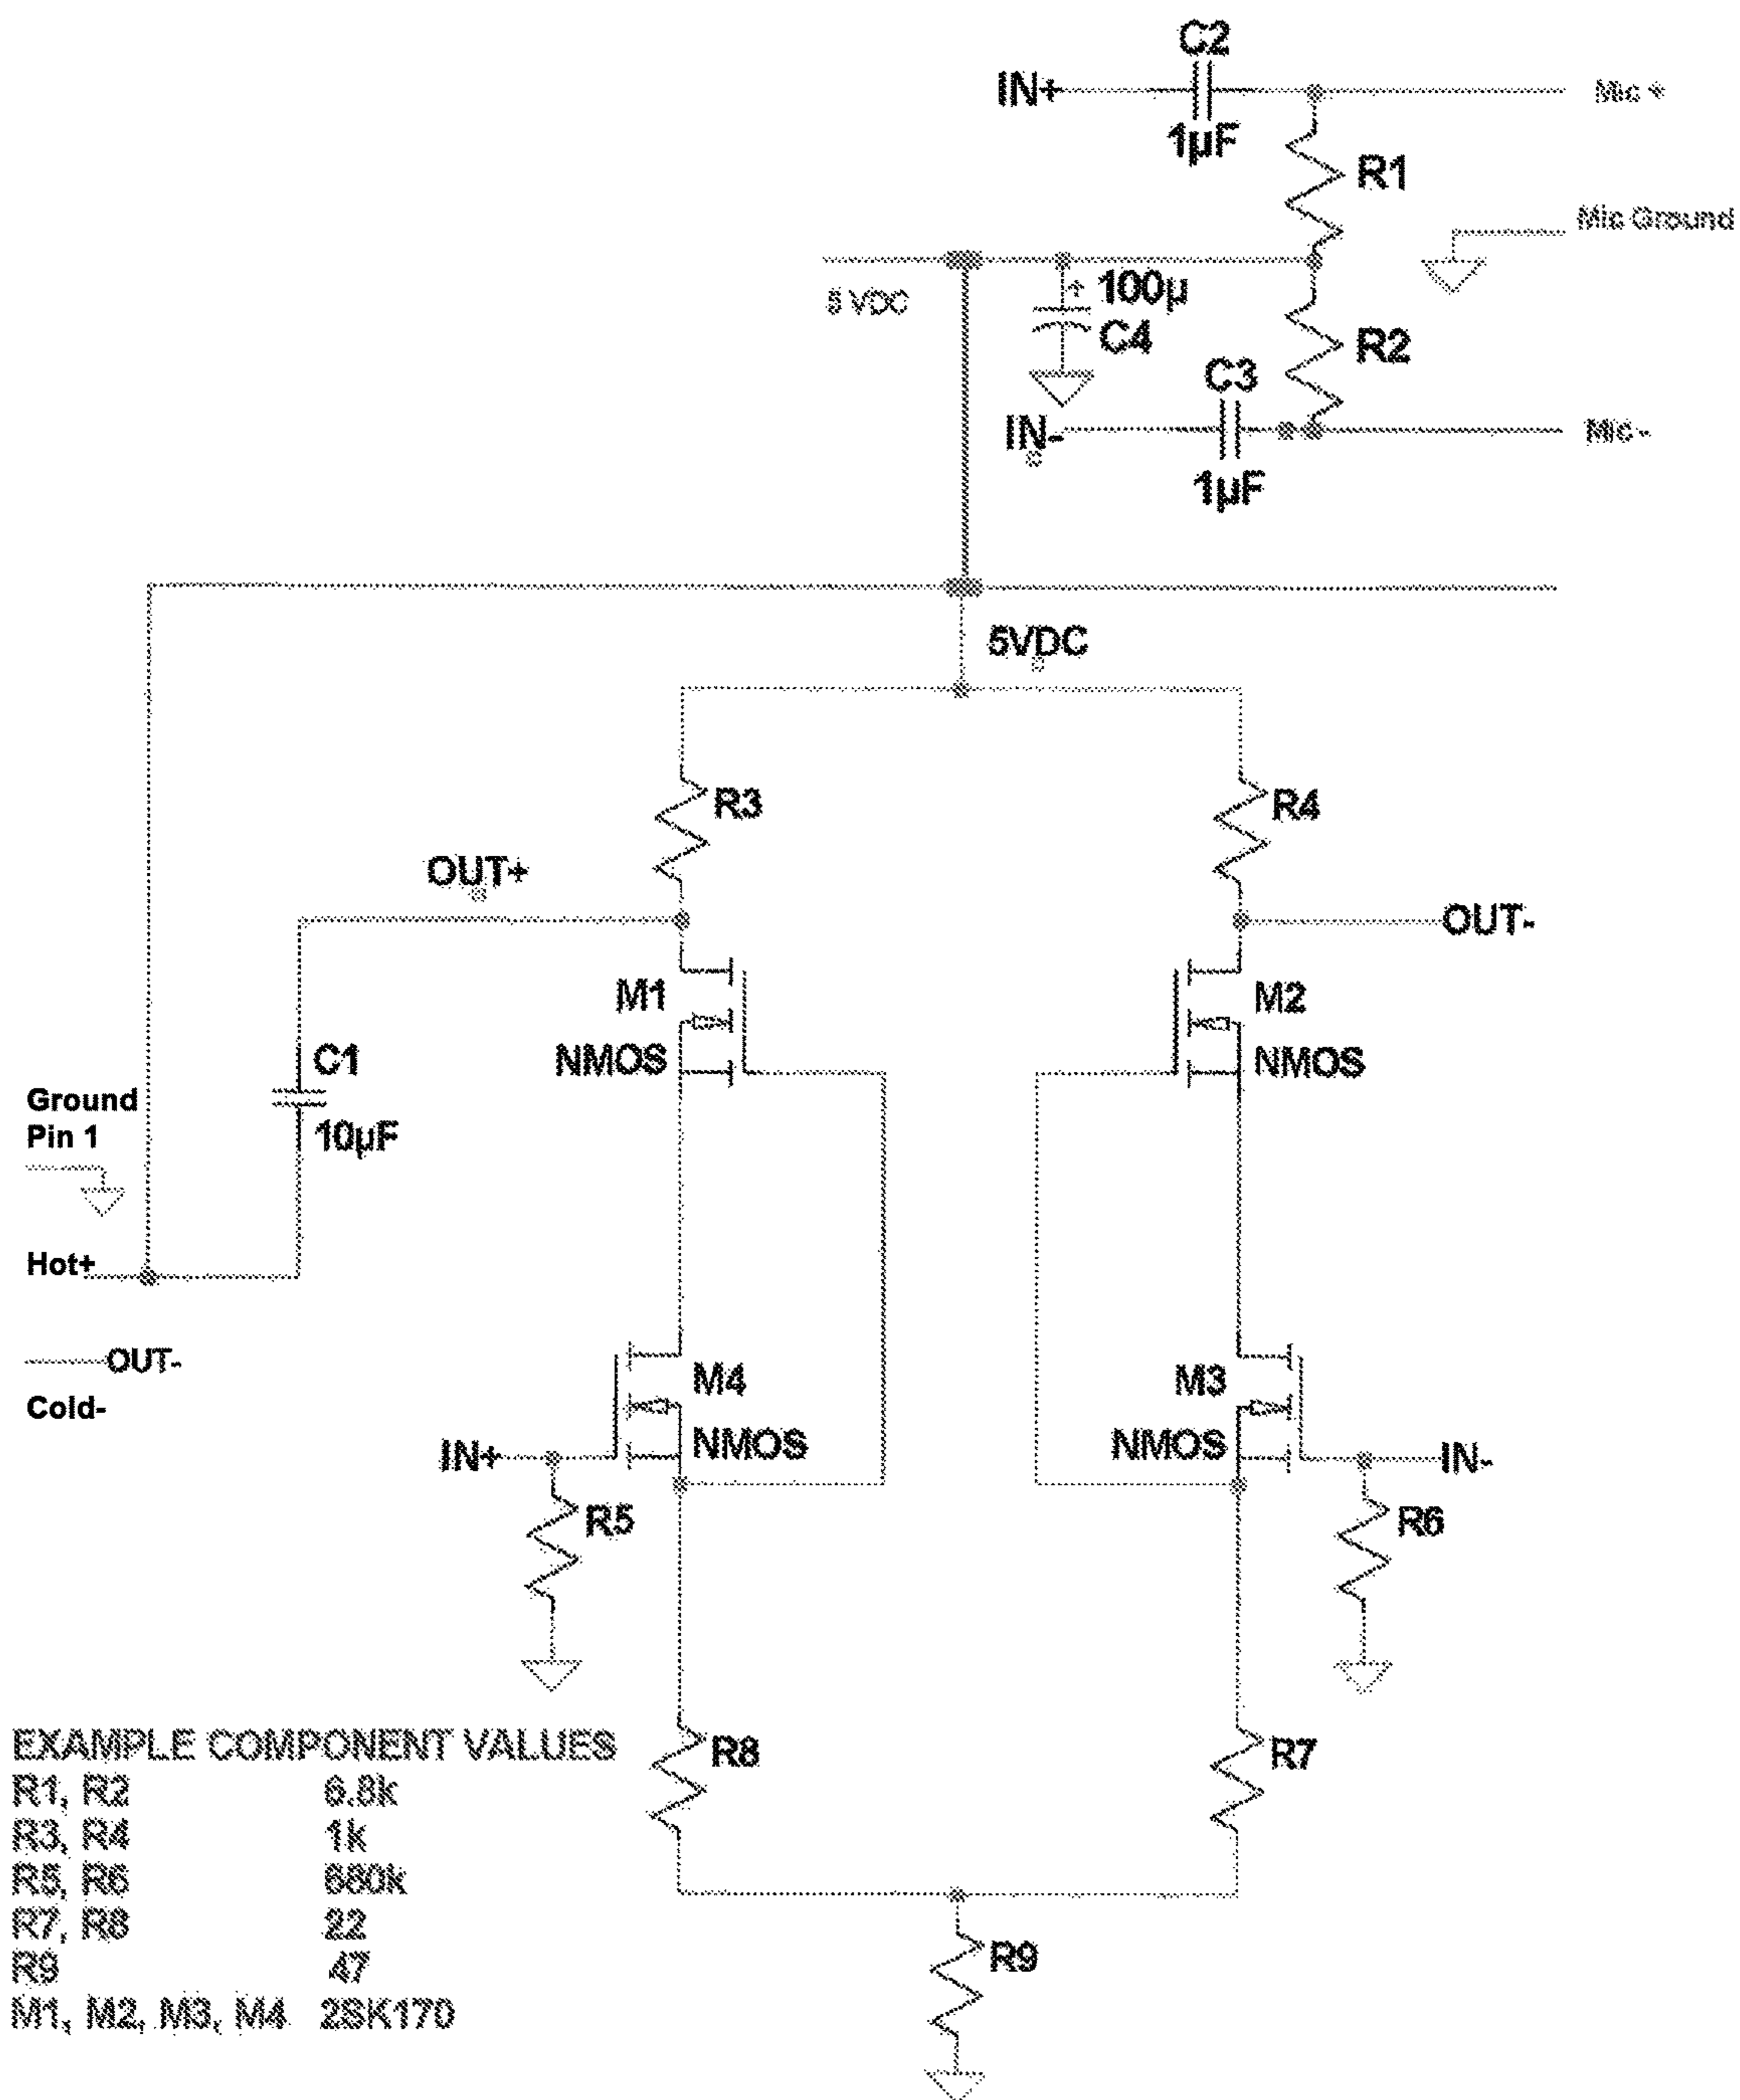 C2
IN+
1µF
Mic +
R1
Mic Ground
5 VDC
100µ
C4
R2
C3
IN-
1µF
Mic -
5VDC
R3
R4
OUT+
OUT-
M1
NMOS
M2
NMOS
C1
10µF
Ground
Pin 1
Hot+
OUT-
Cold-
M4
NMOS
M3
NMOS
IN+
IN-
R5
R6
R8
R7
R9
EXAMPLE COMPONENT VALUES
R1, R2 6.8k
R3, R4 1k
R5, R6 680k
R7, R8 22
R9 47
M1, M2, M3, M4 2SK170